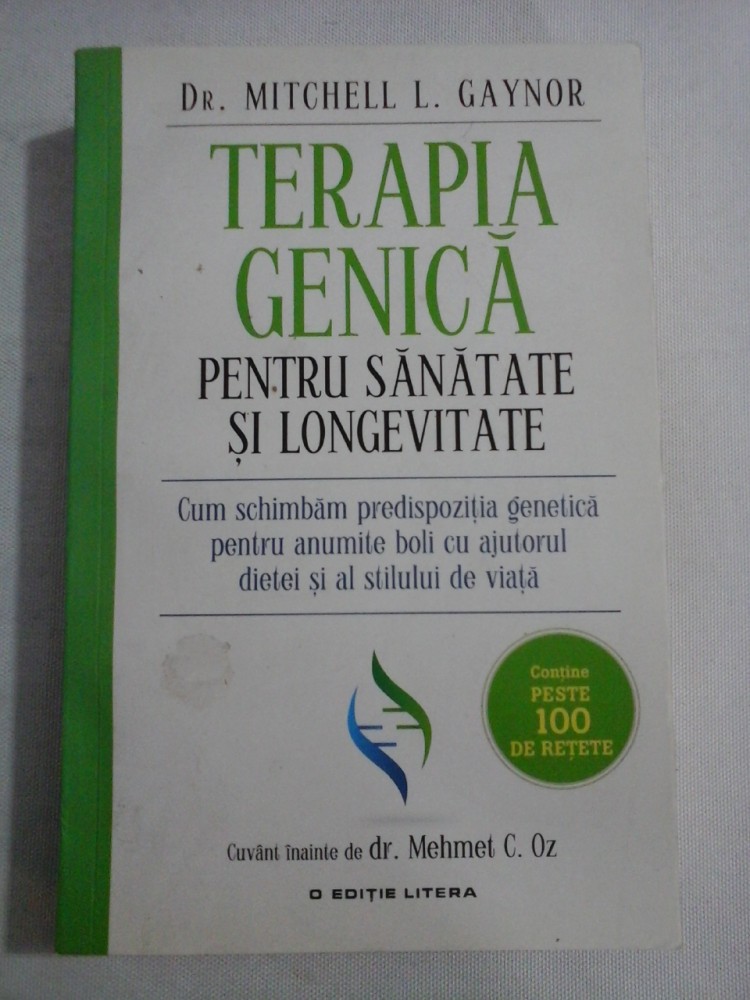 DR. MITCHELL L. GAYNOR
TERAPIA
GENICĂ
PENTRU SĂNĂTATE
ȘI LONGEVITATE
Cum schimbăm predispoziția genetică
pentru anumite boli cu ajutorul
dietei și al stilului de viață
Conține
PESTE
100
DE REȚETE
Cuvânt înainte de dr. Mehmet C. Oz
O EDIȚIE LITERA